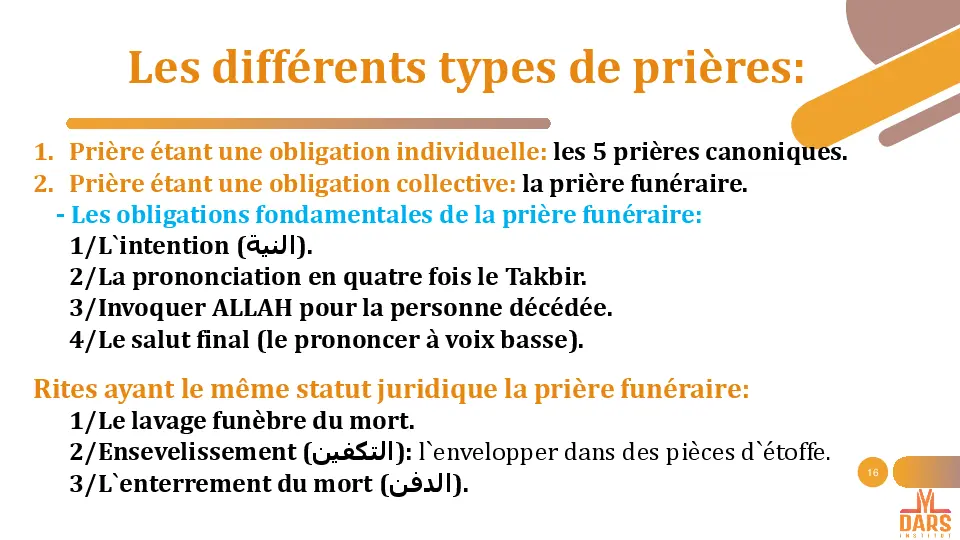 Les différents types de prières:
1. Prière étant une obligation individuelle: les 5 prières canoniques.
2. Prière étant une obligation collective: la prière funéraire.
- Les obligations fondamentales de la prière funéraire:
1/L`intention (النية).
2/La prononciation en quatre fois le Takbir.
3/Invoquer ALLAH pour la personne décédée.
4/Le salut final (le prononcer à voix basse).
Rites ayant le même statut juridique la prière funéraire:
1/Le lavage funèbre du mort.
2/Ensevelissement (التكفين): l`envelopper dans des pièces d`étoffe.
3/L`enterrement du mort (الدفن).
16
DARS
INSTITUT